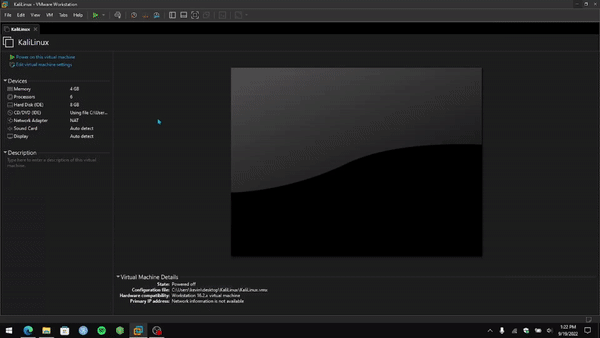 KaliLinux - VMware Workstation
File Edit View VM Tabs Help
KaliLinux
KaliLinux
Power on this virtual machine
Edit virtual machine settings
Devices
Memory 4 GB
Processors 6
Hard Disk (IDE) 8 GB
CD/DVD (IDE) Using file C:\User...
Network Adapter NAT
Sound Card Auto detect
Display Auto detect
Description
Type here to enter a description of this virtual
machine.
Virtual Machine Details
State: Powered off
Configuration file: C:\Users\kevin\desktop\KaliLinux\KaliLinux.vmx
Hardware compatibility: Workstation 16.2.x virtual machine
Primary IP address: Network information is not available
1:22 PM
9/19/2022